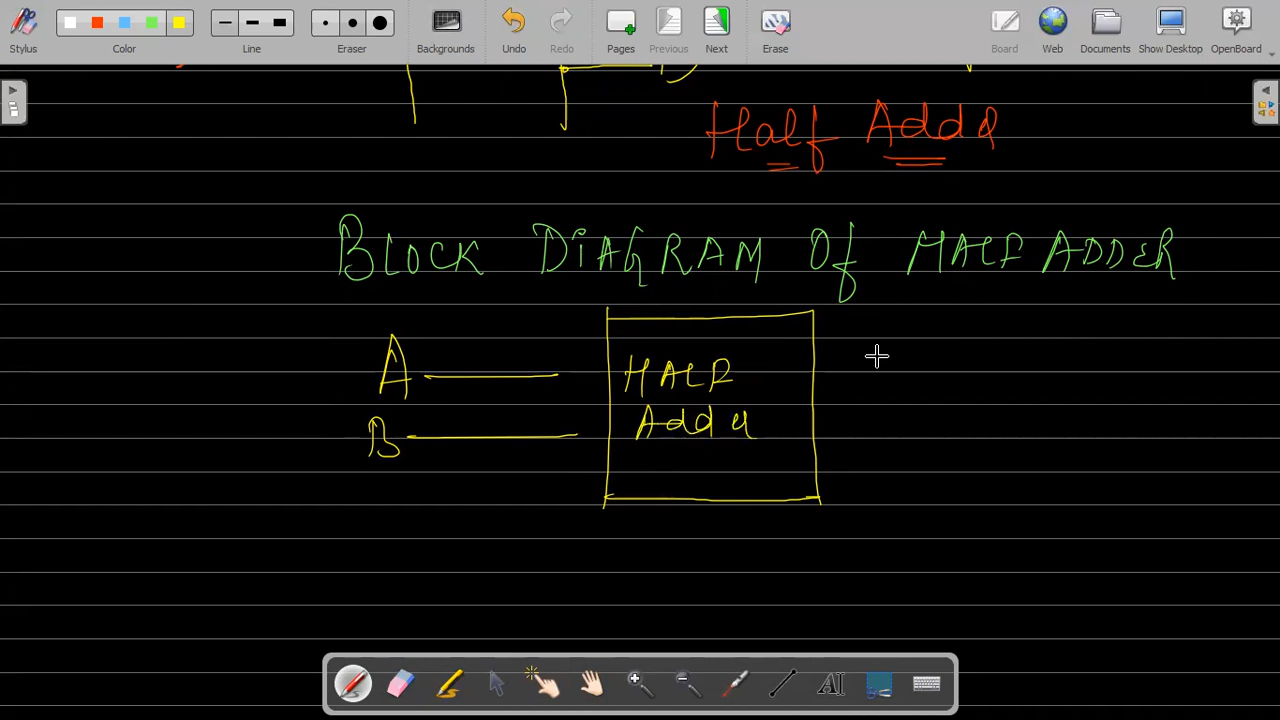 Stylus
Color
Line
Eraser
Backgrounds
Undo
Redo
Pages
Previous
Next
Erase
Board
Web
Documents
Show Desktop
OpenBoard
Half Adder
BLOCK DiAGRAM Of HALF ADDER
A
B
HALF
Adder
AI